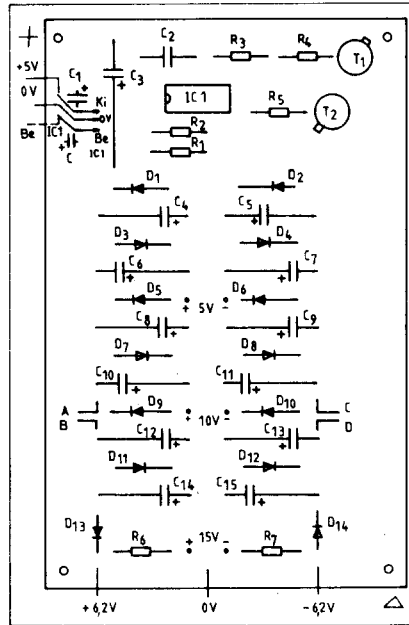 C2 R3 R4
+5V C1 C3 T1
0V Ki IC1
0V R5 T2
Be IC1 Be R2
C IC1 R1
D1 D2
C4 C5
D3 D4
C6 C7
D5 D6
+ 5V -
C8 C9
D7 D8
C10 C11
A D9 + 10V - D10 C
B D
C12 C13
D11 D12
C14 C15
D13 D14
R6 + 15V - R7
+6,2V 0V -6,2V